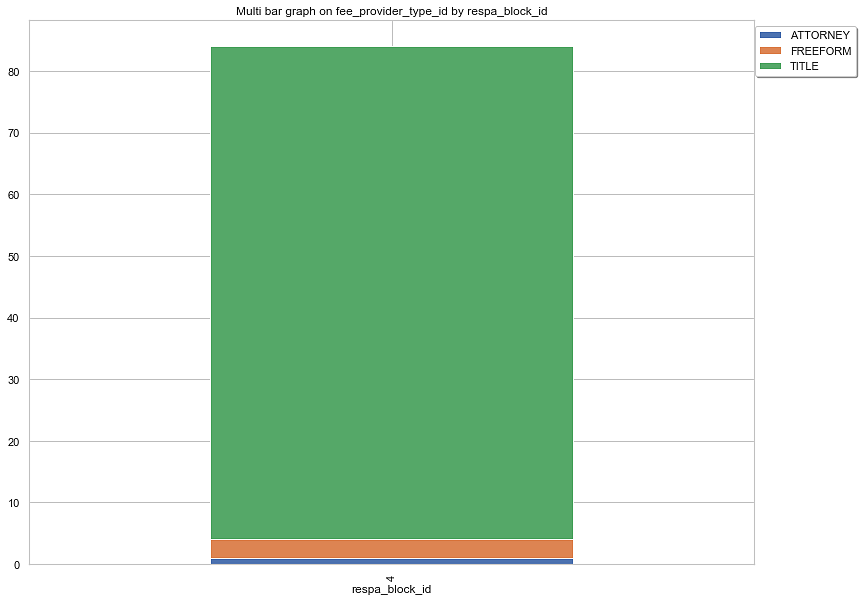 Multi bar graph on fee_provider_type_id by respa_block_id
ATTORNEY
FREEFORM
TITLE
80
70
60
50
40
30
20
10
0
4
respa_block_id